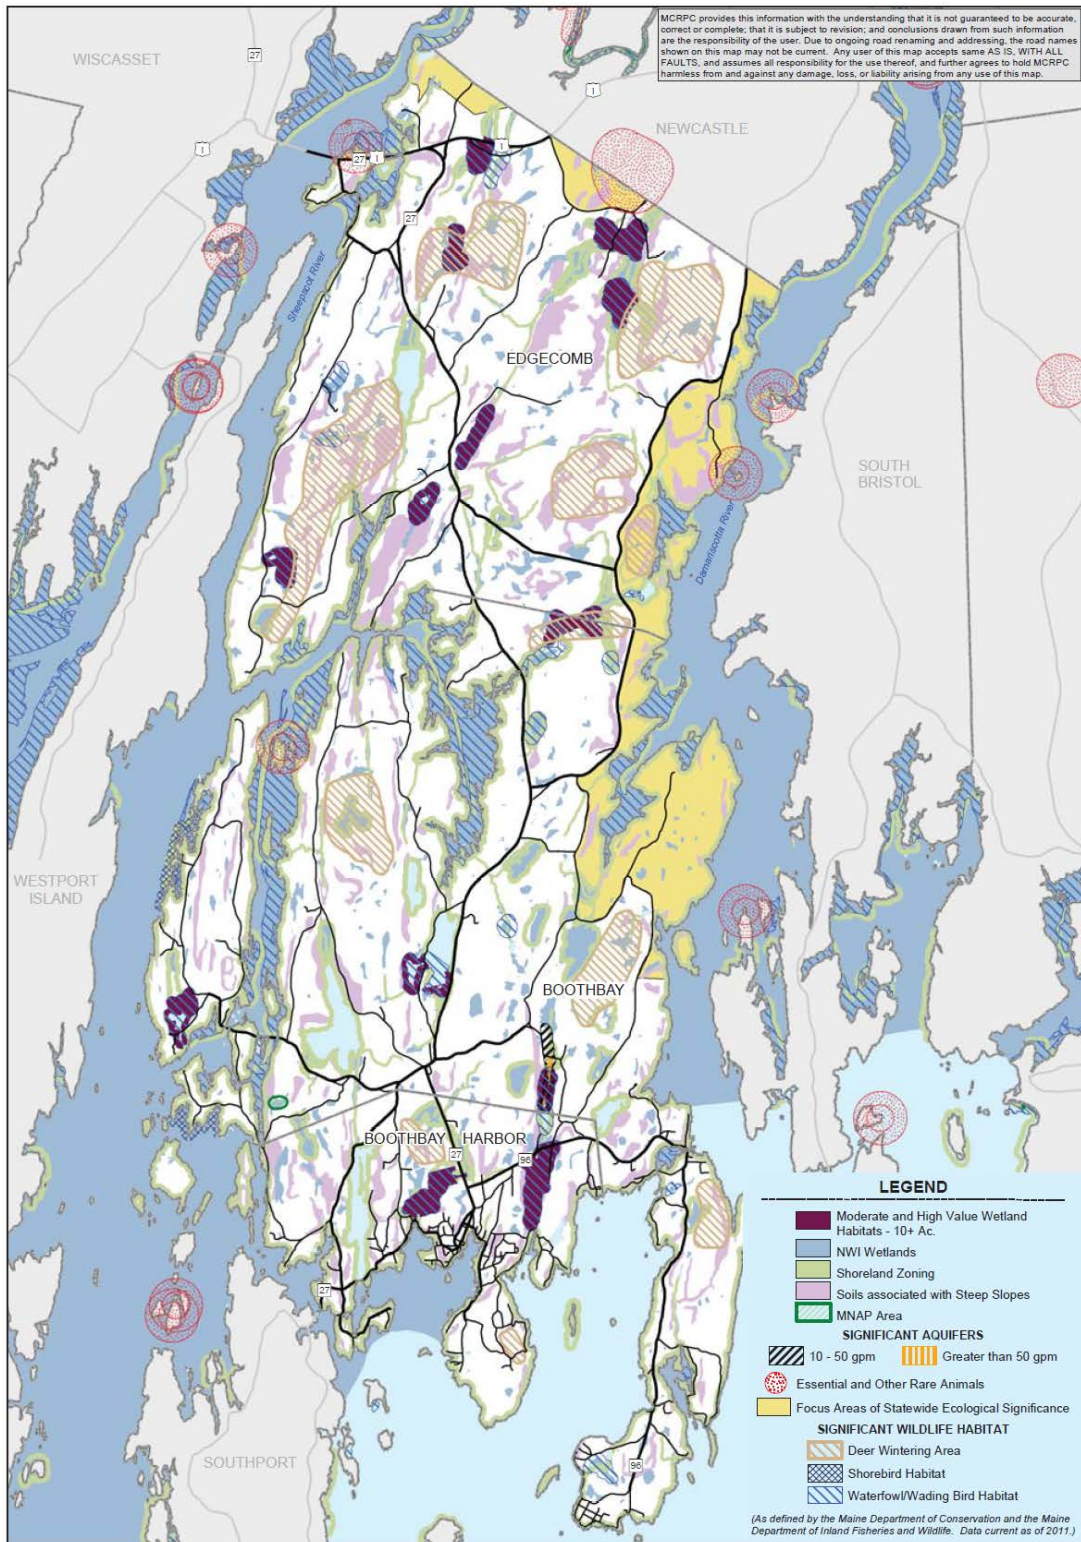 MCRPC provides this information with the understanding that it is not guaranteed to be accurate,
correct or complete; that it is subject to revision; and conclusions drawn from such information
are the responsibility of the user. Due to ongoing road renaming and addressing, the road names
shown on this map may not be current. Any user of this map accepts same AS IS, WITH ALL
FAULTS, and assumes all responsibility for the use thereof, and further agrees to hold MCRPC
harmless from and against any damage, loss, or liability arising from any use of this map.
WISCASSET
27
1
NEWCASTLE
1
27
1
1
27
Sheepscot River
EDGECOMB
SOUTH
BRISTOL
Damariscotta River
WESTPORT
ISLAND
BOOTHBAY
BOOTHBAY HARBOR
27
96
27
SOUTHPORT
96
LEGEND
Moderate and High Value Wetland
Habitats - 10+ Ac.
NWI Wetlands
Shoreland Zoning
Soils associated with Steep Slopes
MNAP Area
SIGNIFICANT AQUIFERS
10 - 50 gpm
Greater than 50 gpm
Essential and Other Rare Animals
Focus Areas of Statewide Ecological Significance
SIGNIFICANT WILDLIFE HABITAT
Deer Wintering Area
Shorebird Habitat
Waterfowl/Wading Bird Habitat
(As defined by the Maine Department of Conservation and the Maine
Department of Inland Fisheries and Wildlife. Data current as of 2011.)